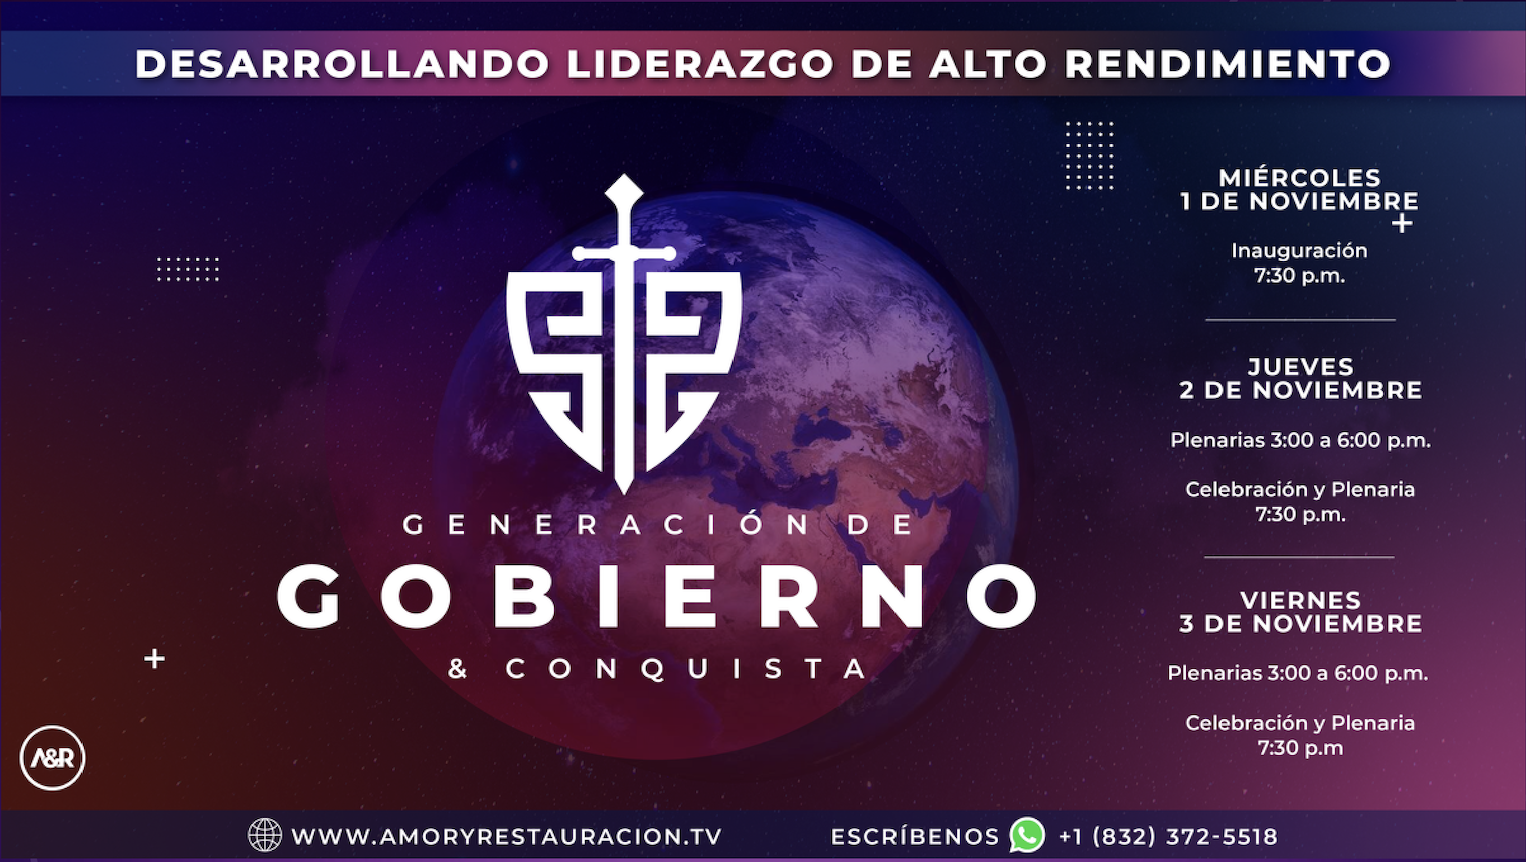 DESARROLLANDO LIDERAZGO DE ALTO RENDIMIENTO
GENERACIÓN DE
GOBIERNO
& CONQUISTA
MIÉRCOLES
1 DE NOVIEMBRE
Inauguración
7:30 p.m.
JUEVES
2 DE NOVIEMBRE
Plenarias 3:00 a 6:00 p.m.
Celebración y Plenaria
7:30 p.m.
VIERNES
3 DE NOVIEMBRE
Plenarias 3:00 a 6:00 p.m.
Celebración y Plenaria
7:30 p.m
A&R
WWW.AMORYRESTAURACION.TV
ESCRÍBENOS +1 (832) 372-5518